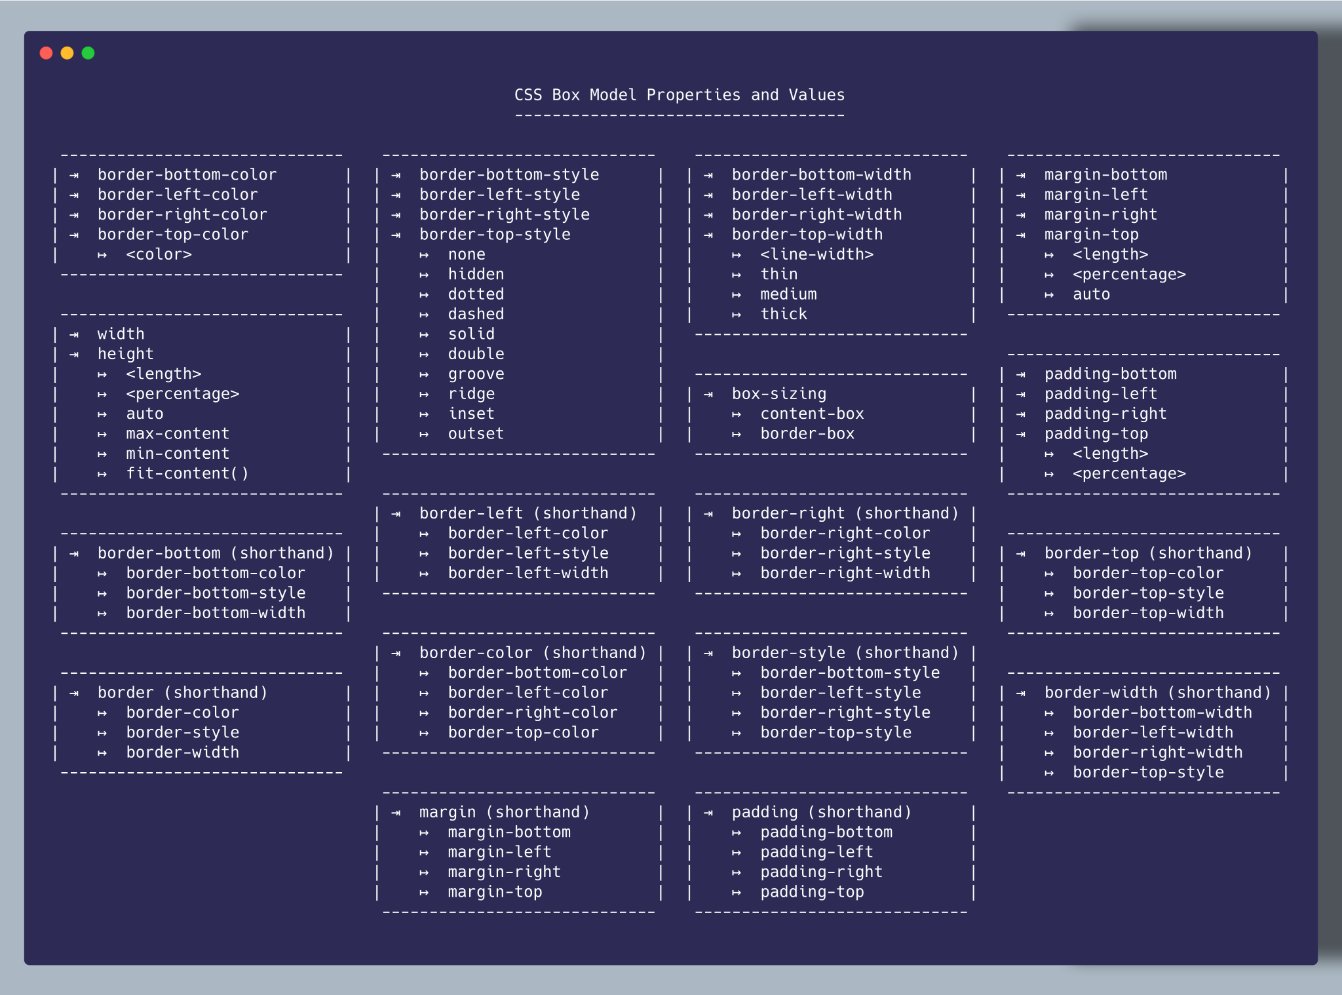 CSS Box Model Properties and Values
-----------------------------------
------------------------------
| ⇥ border-bottom-color |
| ⇥ border-left-color |
| ⇥ border-right-color |
| ⇥ border-top-color |
| ↦ <color> |
------------------------------
------------------------------
| ⇥ width |
| ⇥ height |
| ↦ <length> |
| ↦ <percentage> |
| ↦ auto |
| ↦ max-content |
| ↦ min-content |
| ↦ fit-content() |
------------------------------
------------------------------
| ⇥ border-bottom (shorthand) |
| ↦ border-bottom-color |
| ↦ border-bottom-style |
| ↦ border-bottom-width |
------------------------------
------------------------------
| ⇥ border (shorthand) |
| ↦ border-color |
| ↦ border-style |
| ↦ border-width |
------------------------------
-----------------------------
| ⇥ border-bottom-style |
| ⇥ border-left-style |
| ⇥ border-right-style |
| ⇥ border-top-style |
| ↦ none |
| ↦ hidden |
| ↦ dotted |
| ↦ dashed |
| ↦ solid |
| ↦ double |
| ↦ groove |
| ↦ ridge |
| ↦ inset |
| ↦ outset |
-----------------------------
-----------------------------
| ⇥ border-left (shorthand) |
| ↦ border-left-color |
| ↦ border-left-style |
| ↦ border-left-width |
-----------------------------
-----------------------------
| ⇥ border-color (shorthand) |
| ↦ border-bottom-color |
| ↦ border-left-color |
| ↦ border-right-color |
| ↦ border-top-color |
-----------------------------
-----------------------------
| ⇥ margin (shorthand) |
| ↦ margin-bottom |
| ↦ margin-left |
| ↦ margin-right |
| ↦ margin-top |
-----------------------------
-----------------------------
| ⇥ border-bottom-width |
| ⇥ border-left-width |
| ⇥ border-right-width |
| ⇥ border-top-width |
| ↦ <line-width> |
| ↦ thin |
| ↦ medium |
| ↦ thick |
-----------------------------
-----------------------------
| ⇥ box-sizing |
| ↦ content-box |
| ↦ border-box |
-----------------------------
-----------------------------
| ⇥ border-right (shorthand) |
| ↦ border-right-color |
| ↦ border-right-style |
| ↦ border-right-width |
-----------------------------
-----------------------------
| ⇥ border-style (shorthand) |
| ↦ border-bottom-style |
| ↦ border-left-style |
| ↦ border-right-style |
| ↦ border-top-style |
-----------------------------
-----------------------------
| ⇥ padding (shorthand) |
| ↦ padding-bottom |
| ↦ padding-left |
| ↦ padding-right |
| ↦ padding-top |
-----------------------------
-----------------------------
| ⇥ margin-bottom |
| ⇥ margin-left |
| ⇥ margin-right |
| ⇥ margin-top |
| ↦ <length> |
| ↦ <percentage> |
| ↦ auto |
-----------------------------
-----------------------------
| ⇥ padding-bottom |
| ⇥ padding-left |
| ⇥ padding-right |
| ⇥ padding-top |
| ↦ <length> |
| ↦ <percentage> |
-----------------------------
-----------------------------
| ⇥ border-top (shorthand) |
| ↦ border-top-color |
| ↦ border-top-style |
| ↦ border-top-width |
-----------------------------
-----------------------------
| ⇥ border-width (shorthand) |
| ↦ border-bottom-width |
| ↦ border-left-width |
| ↦ border-right-width |
| ↦ border-top-style |
-----------------------------